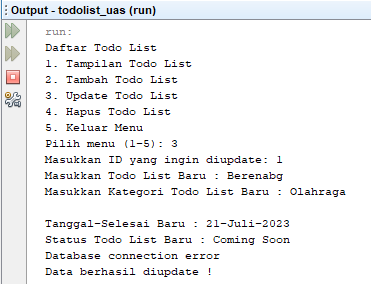 Output - todolist_uas (run)
run:
Daftar Todo List
1. Tampilan Todo List
2. Tambah Todo List
3. Update Todo List
4. Hapus Todo List
5. Keluar Menu
Pilih menu (1-5): 3
Masukkan ID yang ingin diupdate: 1
Masukkan Todo List Baru : Berenabg
Masukkan Kategori Todo List Baru : Olahraga
Tanggal-Selesai Baru : 21-Juli-2023
Status Todo List Baru : Coming Soon
Database connection error
Data berhasil diupdate !